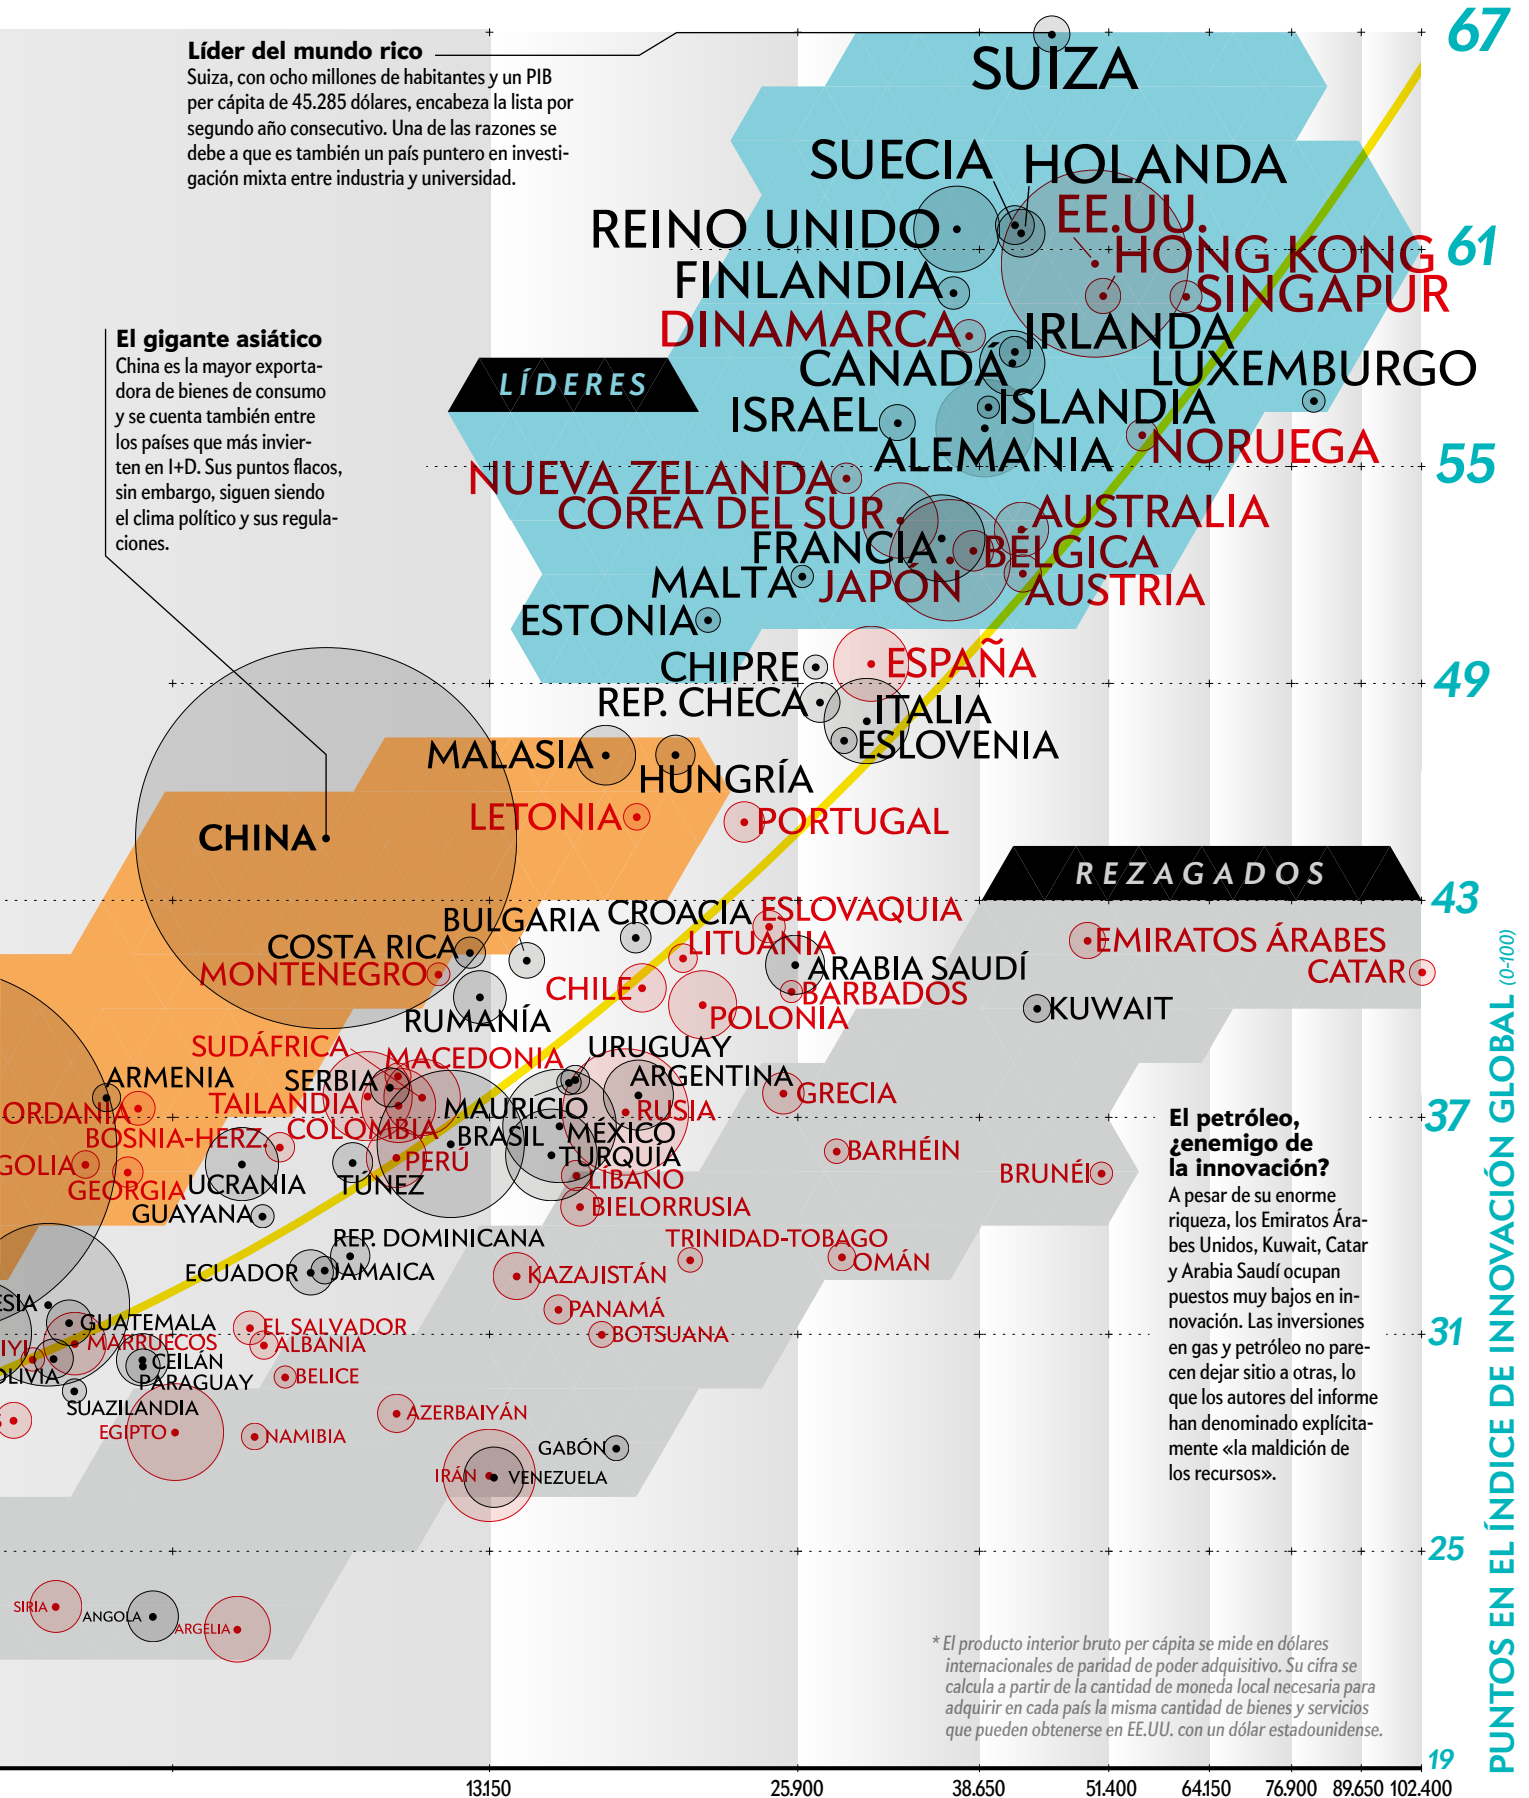 67
Líder del mundo rico
Suiza, con ocho millones de habitantes y un PIB
per cápita de 45.285 dólares, encabeza la lista por
segundo año consecutivo. Una de las razones se
debe a que es también un país puntero en investi-
gación mixta entre industria y universidad.
SUIZA
SUECIA
HOLANDA
REINO UNIDO
EE.UU.
HONG KONG
61
FINLANDIA
SINGAPUR
DINAMARCA
IRLANDA
El gigante asiático
China es la mayor exporta-
dora de bienes de consumo
y se cuenta también entre
los países que más invier-
ten en I+D. Sus puntos flacos,
sin embargo, siguen siendo
el clima político y sus regula-
ciones.
LÍDERES
CANADÁ
LUXEMBURGO
ISRAEL
ISLANDIA
ALEMANIA
NORUEGA
55
NUEVA ZELANDA
COREA DEL SUR
AUSTRALIA
FRANCIA
BÉLGICA
MALTA
JAPÓN
AUSTRIA
ESTONIA
CHIPRE
ESPAÑA
49
REP. CHECA
ITALIA
ESLOVENIA
MALASIA
HUNGRÍA
LETONIA
PORTUGAL
CHINA
REZAGADOS
43
BULGARIA
CROACIA
ESLOVAQUIA
COSTA RICA
LITUANIA
EMIRATOS ÁRABES
MONTENEGRO
ARABIA SAUDÍ
CATAR
CHILE
BARBADOS
RUMANÍA
POLONIA
KUWAIT
SUDÁFRICA
MACEDONIA
URUGUAY
ARMENIA
SERBIA
ARGENTINA
TAILANDIA
MAURICIO
RUSIA
GRECIA
ORDANIA
37
BOSNIA-HERZ.
COLOMBIA
BRASIL
MÉXICO
GOLIA
PERÚ
TURQUÍA
BARHÉIN
GEORGIA
UCRANIA
TÚNEZ
LÍBANO
BRUNÉI
GUAYANA
BIELORRUSIA
El petróleo,
¿enemigo de
la innovación?
A pesar de su enorme
riqueza, los Emiratos Ára-
bes Unidos, Kuwait, Catar
y Arabia Saudí ocupan
puestos muy bajos en in-
novación. Las inversiones
en gas y petróleo no pare-
cen dejar sitio a otras, lo
que los autores del informe
han denominado explícita-
mente «la maldición de
los recursos».
REP. DOMINICANA
TRINIDAD-TOBAGO
ECUADOR
JAMAICA
KAZAJISTÁN
OMÁN
ESIA
GUATEMALA
EL SALVADOR
PANAMÁ
IYI
MARRUECOS
ALBANIA
BOTSUANA
31
OLIVIA
CEILÁN
PARAGUAY
BELICE
SUAZILANDIA
S
EGIPTO
NAMIBIA
AZERBAIYÁN
GABÓN
IRÁN
VENEZUELA
25
SIRIA
ANGOLA
ARGELIA
* El producto interior bruto per cápita se mide en dólares
internacionales de paridad de poder adquisitivo. Su cifra se
calcula a partir de la cantidad de moneda local necesaria para
adquirir en cada país la misma cantidad de bienes y servicios
que pueden obtenerse en EE.UU. con un dólar estadounidense.
19
13.150 25.900 38.650 51.400 64.150 76.900 89.650 102.400
PUNTOS EN EL ÍNDICE DE INNOVACIÓN GLOBAL (0-100)